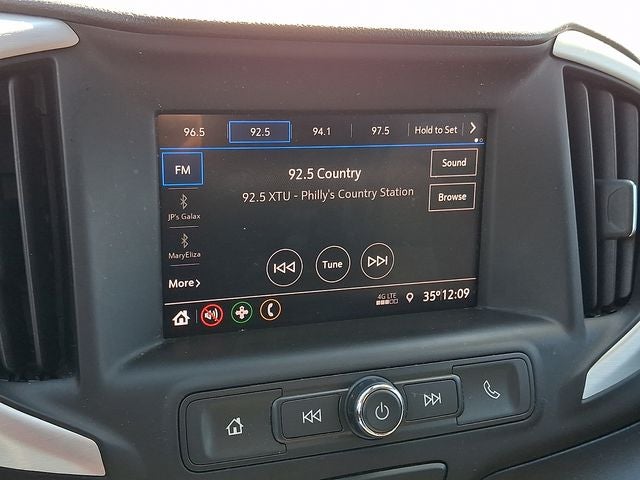 96.5 92.5 94.1 97.5 Hold to Set
FM
92.5 Country
Sound
92.5 XTU - Philly's Country Station
Browse
JP's Galax
MaryEliza
Tune
More
4G LTE
35° 12:09